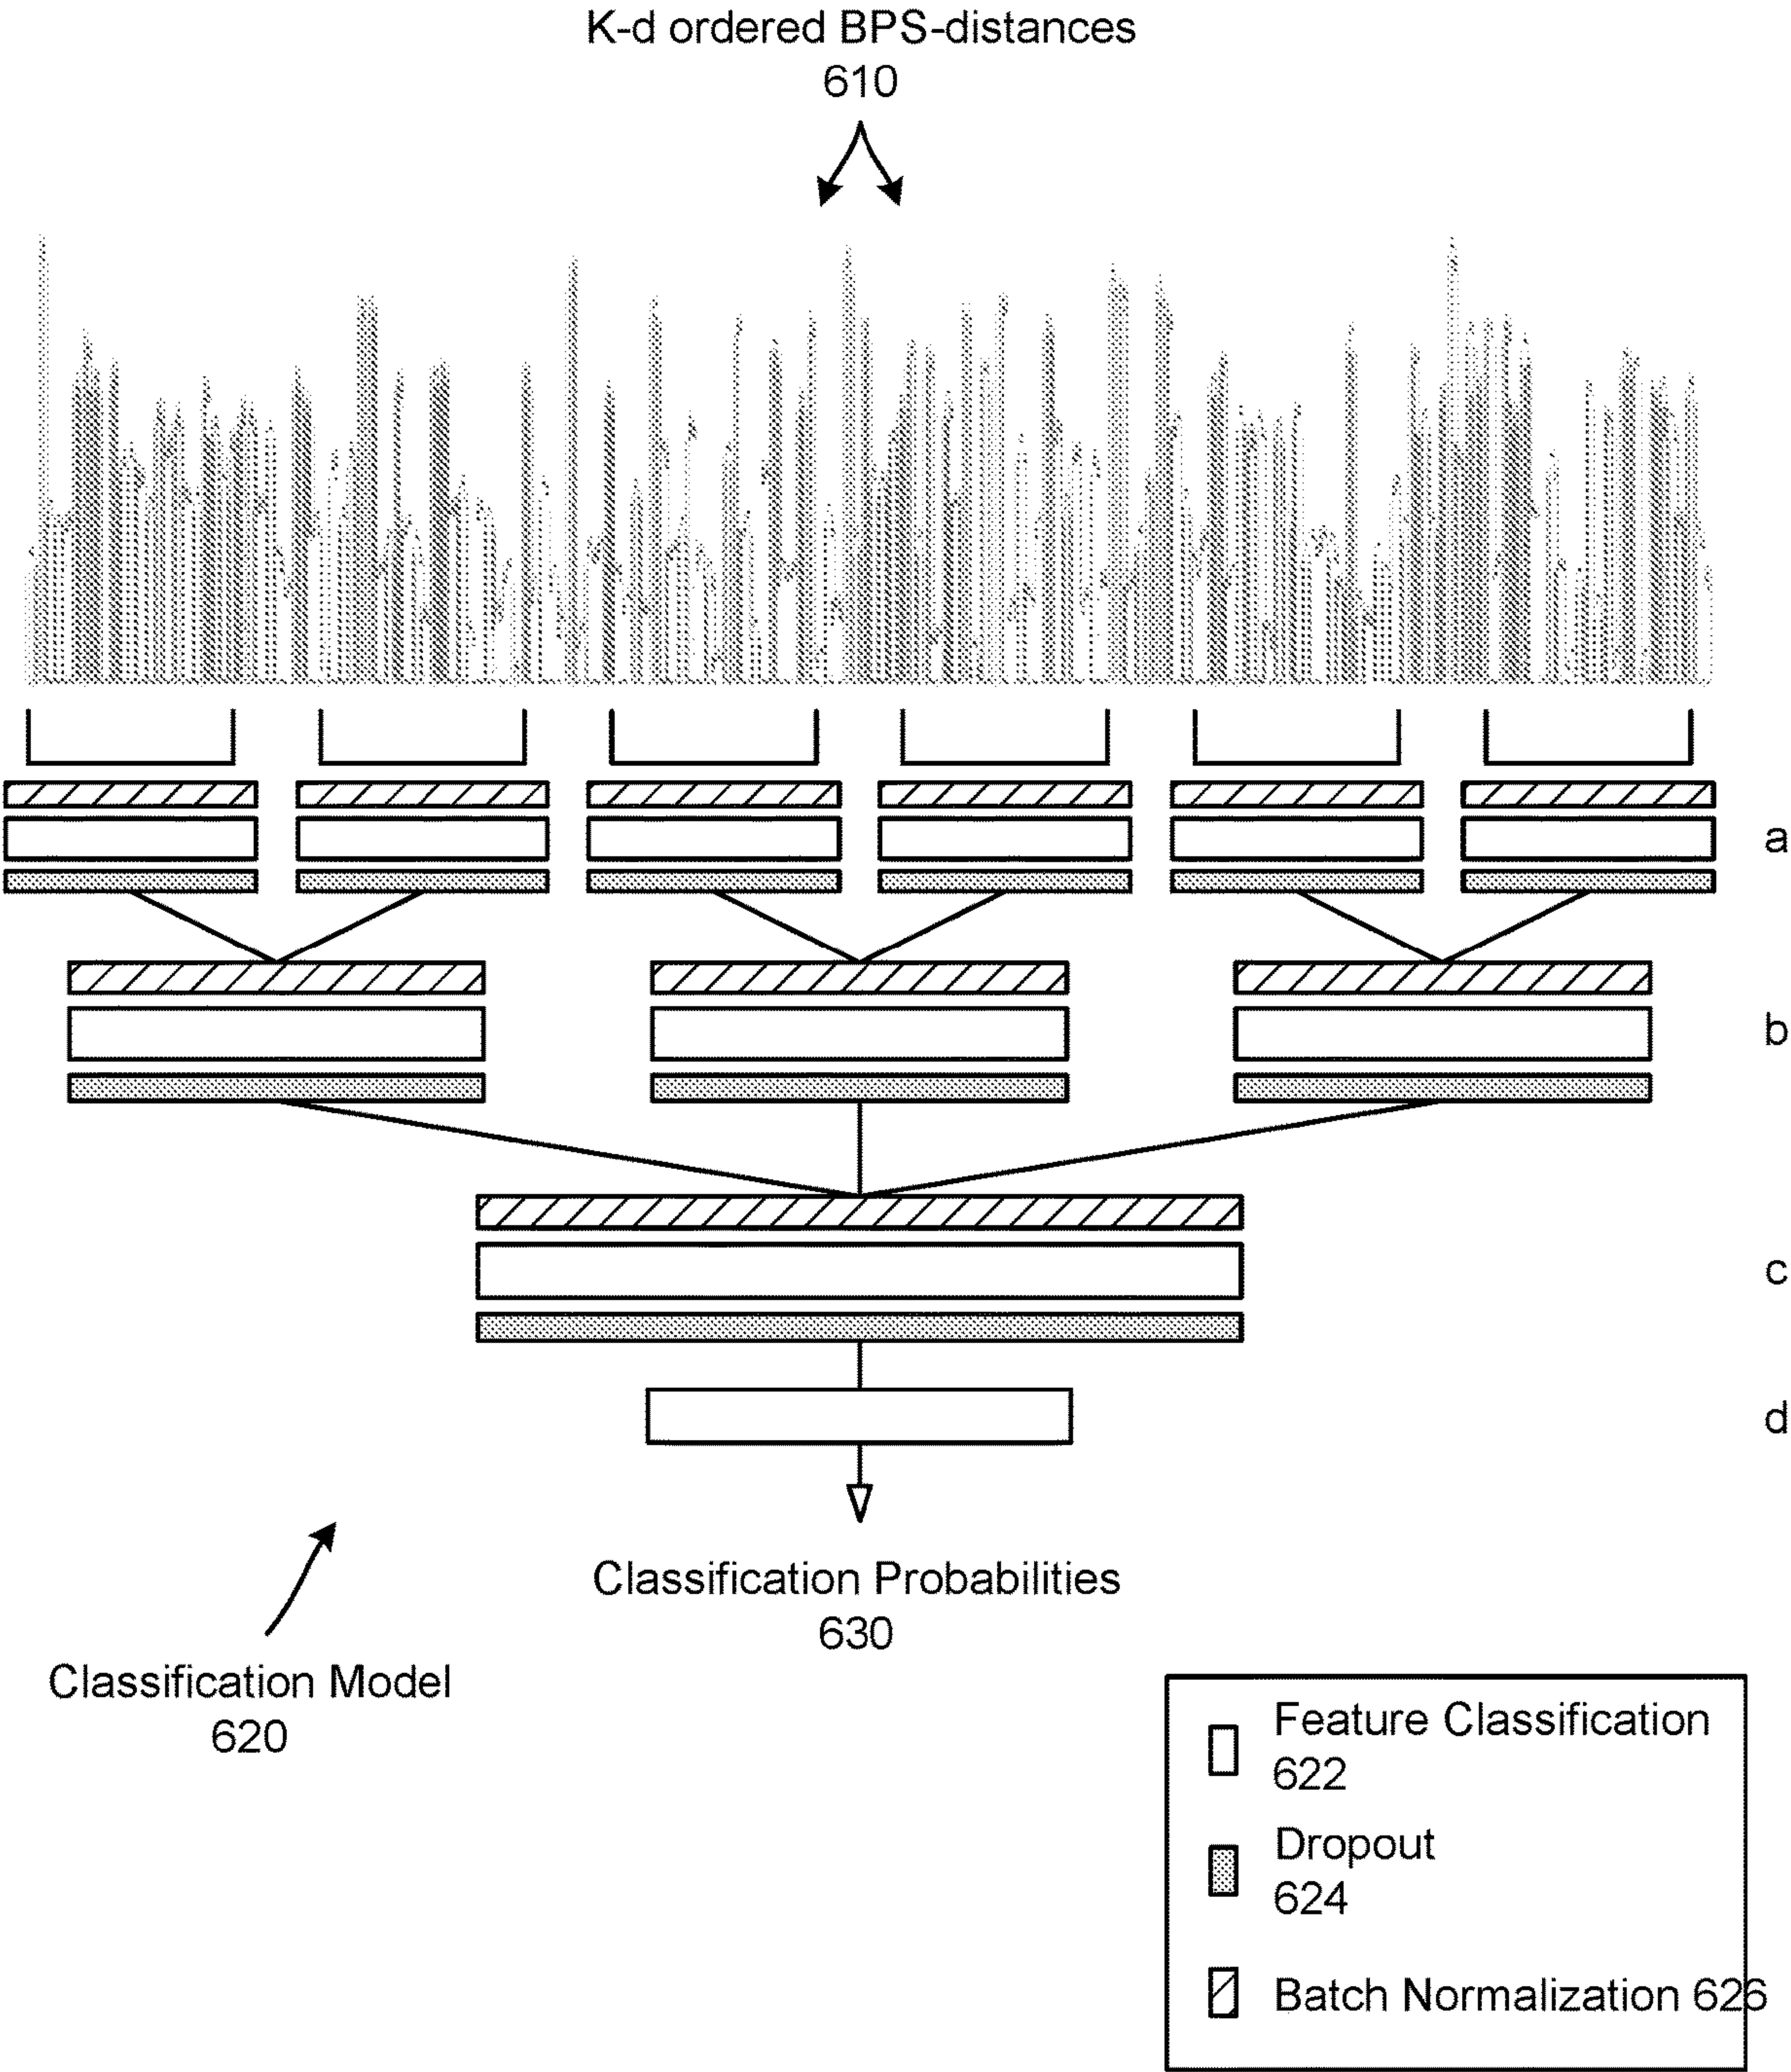 K-d ordered BPS-distances
610
a
b
c
d
Classification Probabilities
630
Classification Model
620
Feature Classification
622
Dropout
624
Batch Normalization 626